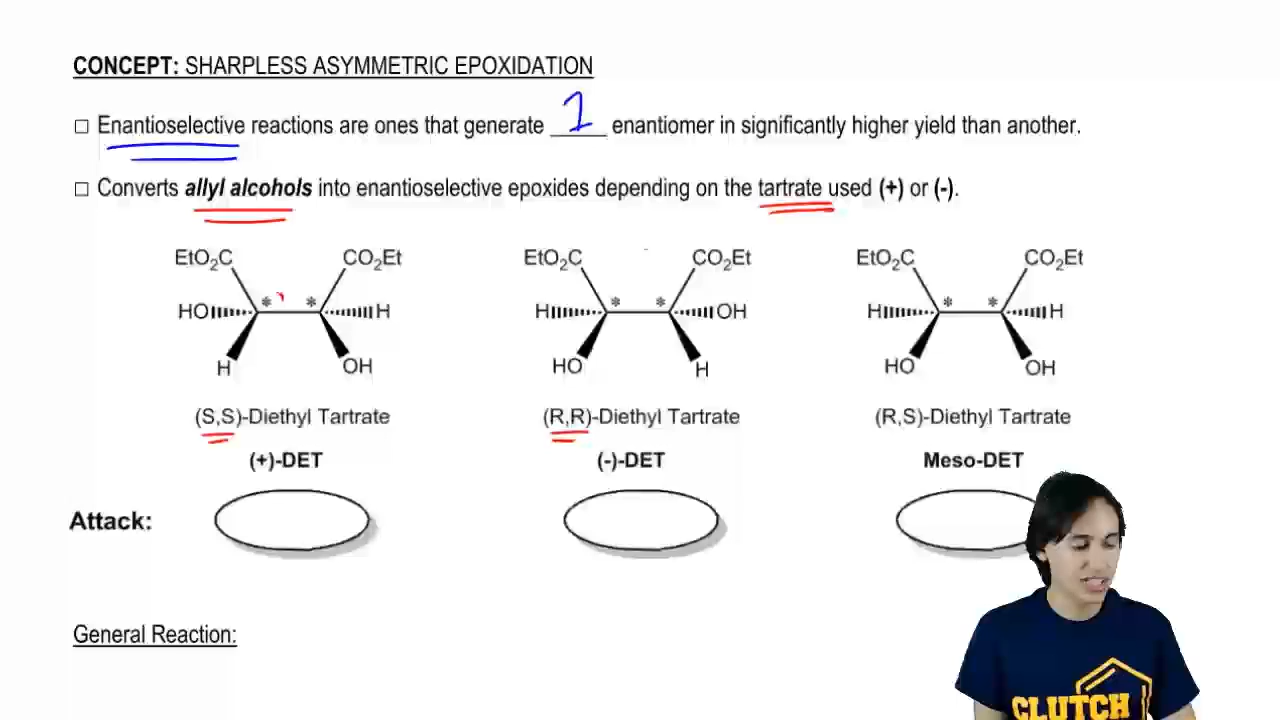 CONCEPT: SHARPLESS ASYMMETRIC EPOXIDATION
□ Enantioselective reactions are ones that generate 1 enantiomer in significantly higher yield than another.
□ Converts allyl alcohols into enantioselective epoxides depending on the tartrate used (+) or (-).
EtO₂C CO₂Et EtO₂C CO₂Et EtO₂C CO₂Et
HO * * H H * * OH H * * H
H OH HO H HO OH
(S,S)-Diethyl Tartrate (R,R)-Diethyl Tartrate (R,S)-Diethyl Tartrate
(+)-DET (-)-DET Meso-DET
Attack:
General Reaction:
CLUTCH